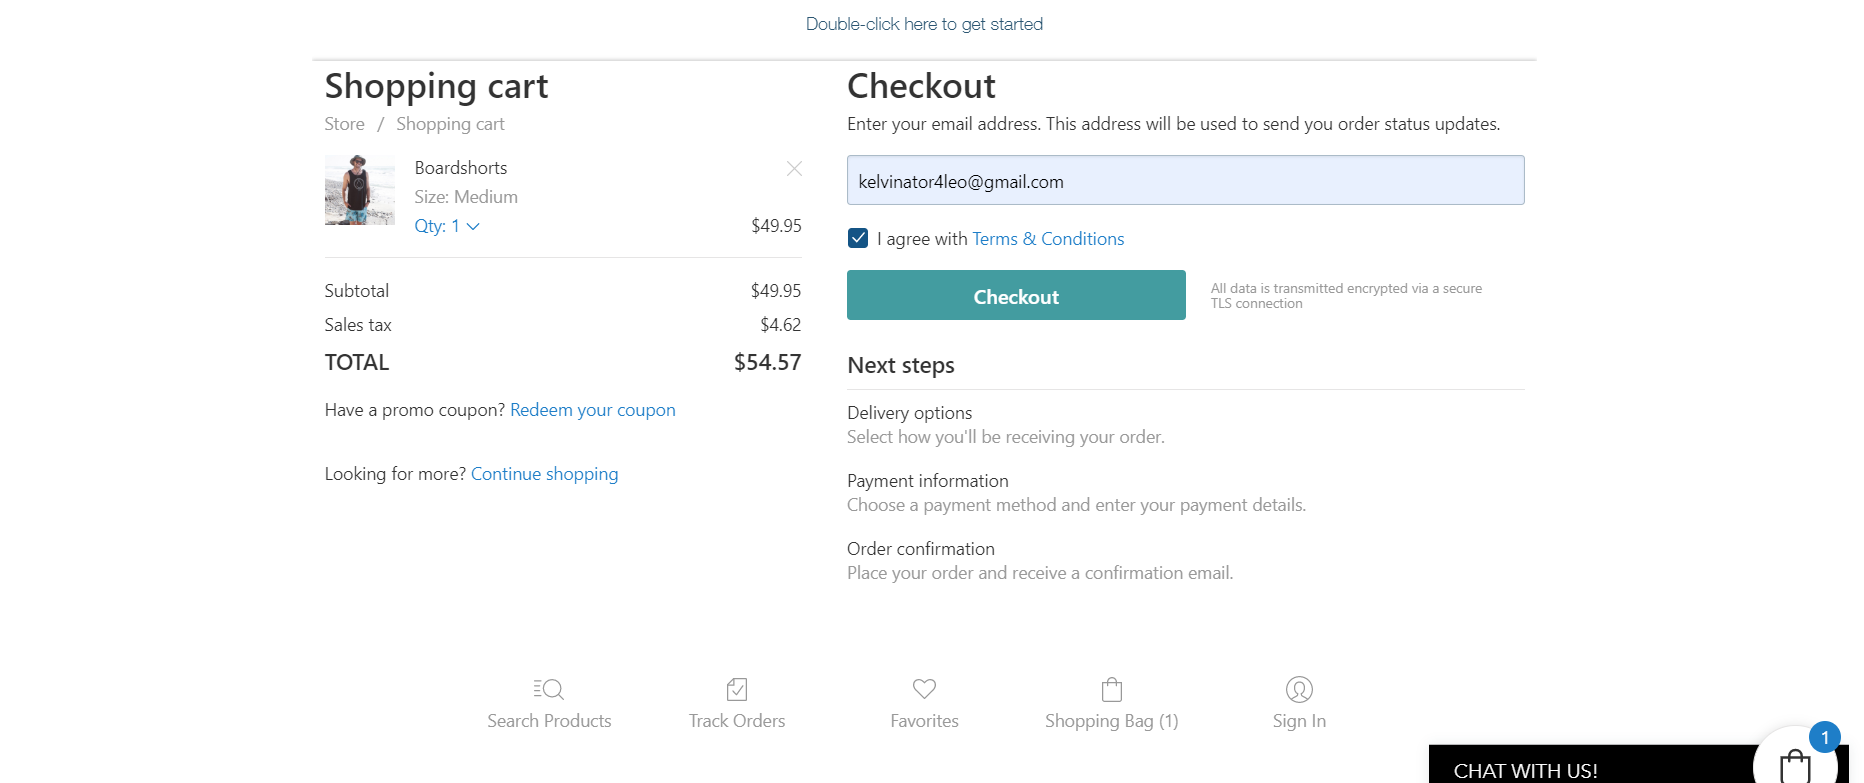 Double-click here to get started
Shopping cart
Store / Shopping cart
Boardshorts
Size: Medium
Qty: 1
$49.95
Subtotal $49.95
Sales tax $4.62
TOTAL $54.57
Have a promo coupon? Redeem your coupon
Looking for more? Continue shopping
Checkout
Enter your email address. This address will be used to send you order status updates.
kelvinator4leo@gmail.com
I agree with Terms & Conditions
Checkout
All data is transmitted encrypted via a secure
TLS connection
Next steps
Delivery options
Select how you'll be receiving your order.
Payment information
Choose a payment method and enter your payment details.
Order confirmation
Place your order and receive a confirmation email.
Search Products
Track Orders
Favorites
Shopping Bag (1)
Sign In
CHAT WITH US!
1